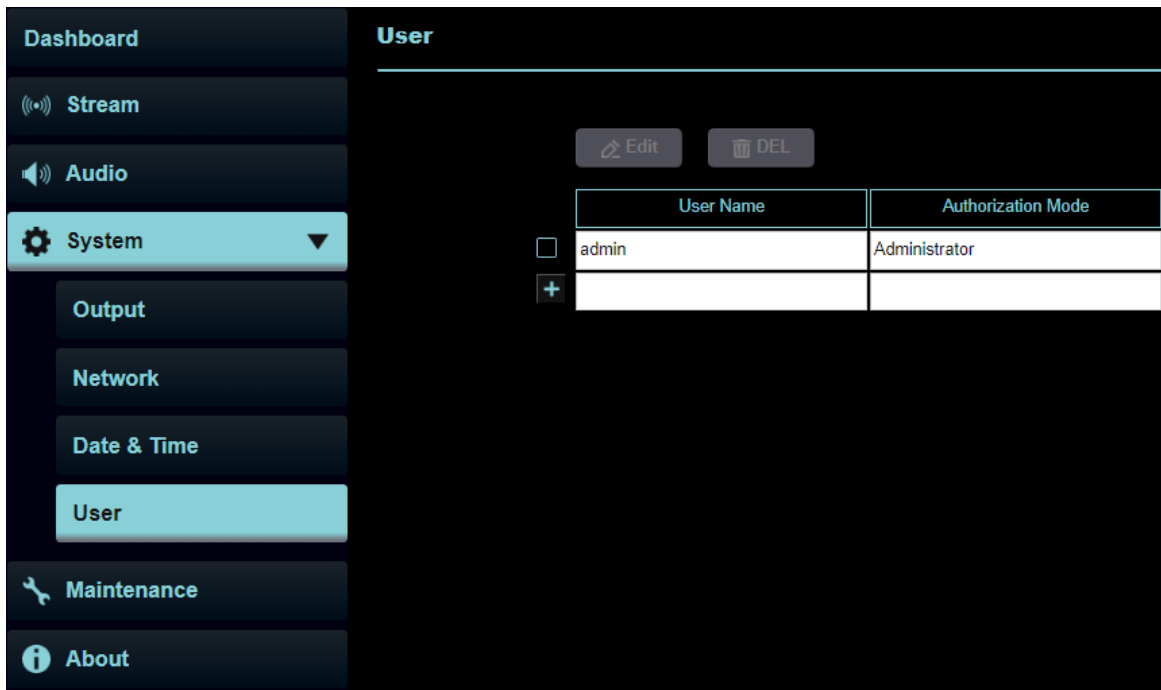 Dashboard
Stream
Audio
System
Output
Network
Date & Time
User
Maintenance
About
User
Edit
DEL
User Name
Authorization Mode
admin
Administrator